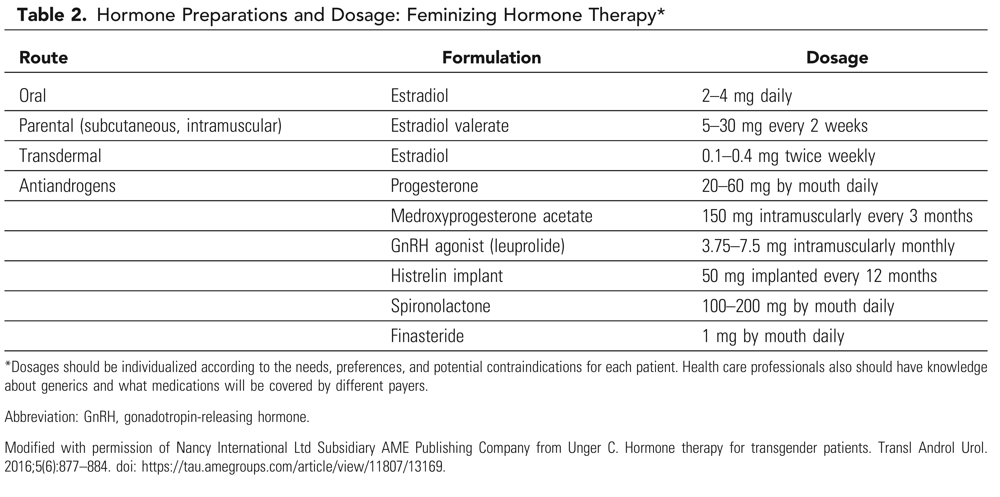 Table 2. Hormone Preparations and Dosage: Feminizing Hormone Therapy*
Route Formulation Dosage
Oral Estradiol 2–4 mg daily
Parental (subcutaneous, intramuscular) Estradiol valerate 5–30 mg every 2 weeks
Transdermal Estradiol 0.1–0.4 mg twice weekly
Antiandrogens Progesterone 20–60 mg by mouth daily
Medroxyprogesterone acetate 150 mg intramuscularly every 3 months
GnRH agonist (leuprolide) 3.75–7.5 mg intramuscularly monthly
Histrelin implant 50 mg implanted every 12 months
Spironolactone 100–200 mg by mouth daily
Finasteride 1 mg by mouth daily
*Dosages should be individualized according to the needs, preferences, and potential contraindications for each patient. Health care professionals also should have knowledge
about generics and what medications will be covered by different payers.
Abbreviation: GnRH, gonadotropin-releasing hormone.
Modified with permission of Nancy International Ltd Subsidiary AME Publishing Company from Unger C. Hormone therapy for transgender patients. Transl Androl Urol.
2016;5(6):877–884. doi: https://tau.amegroups.com/article/view/11807/13169.